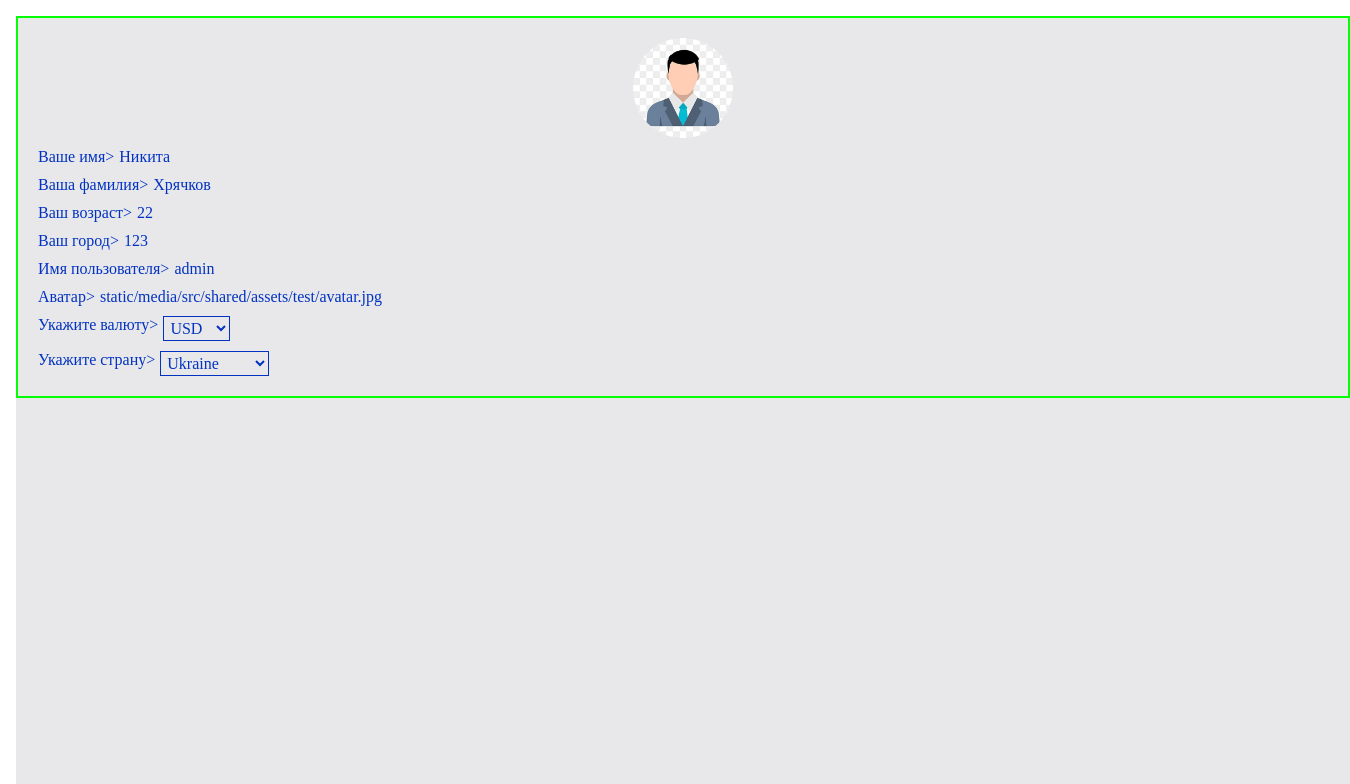 Ваше имя> Никита
Ваша фамилия> Хрячков
Ваш возраст> 22
Ваш город> 123
Имя пользователя> admin
Аватар> static/media/src/shared/assets/test/avatar.jpg
Укажите валюту> USD
Укажите страну> Ukraine